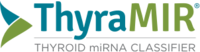 ThyraMIR®
THYROID miRNA CLASSIFIER